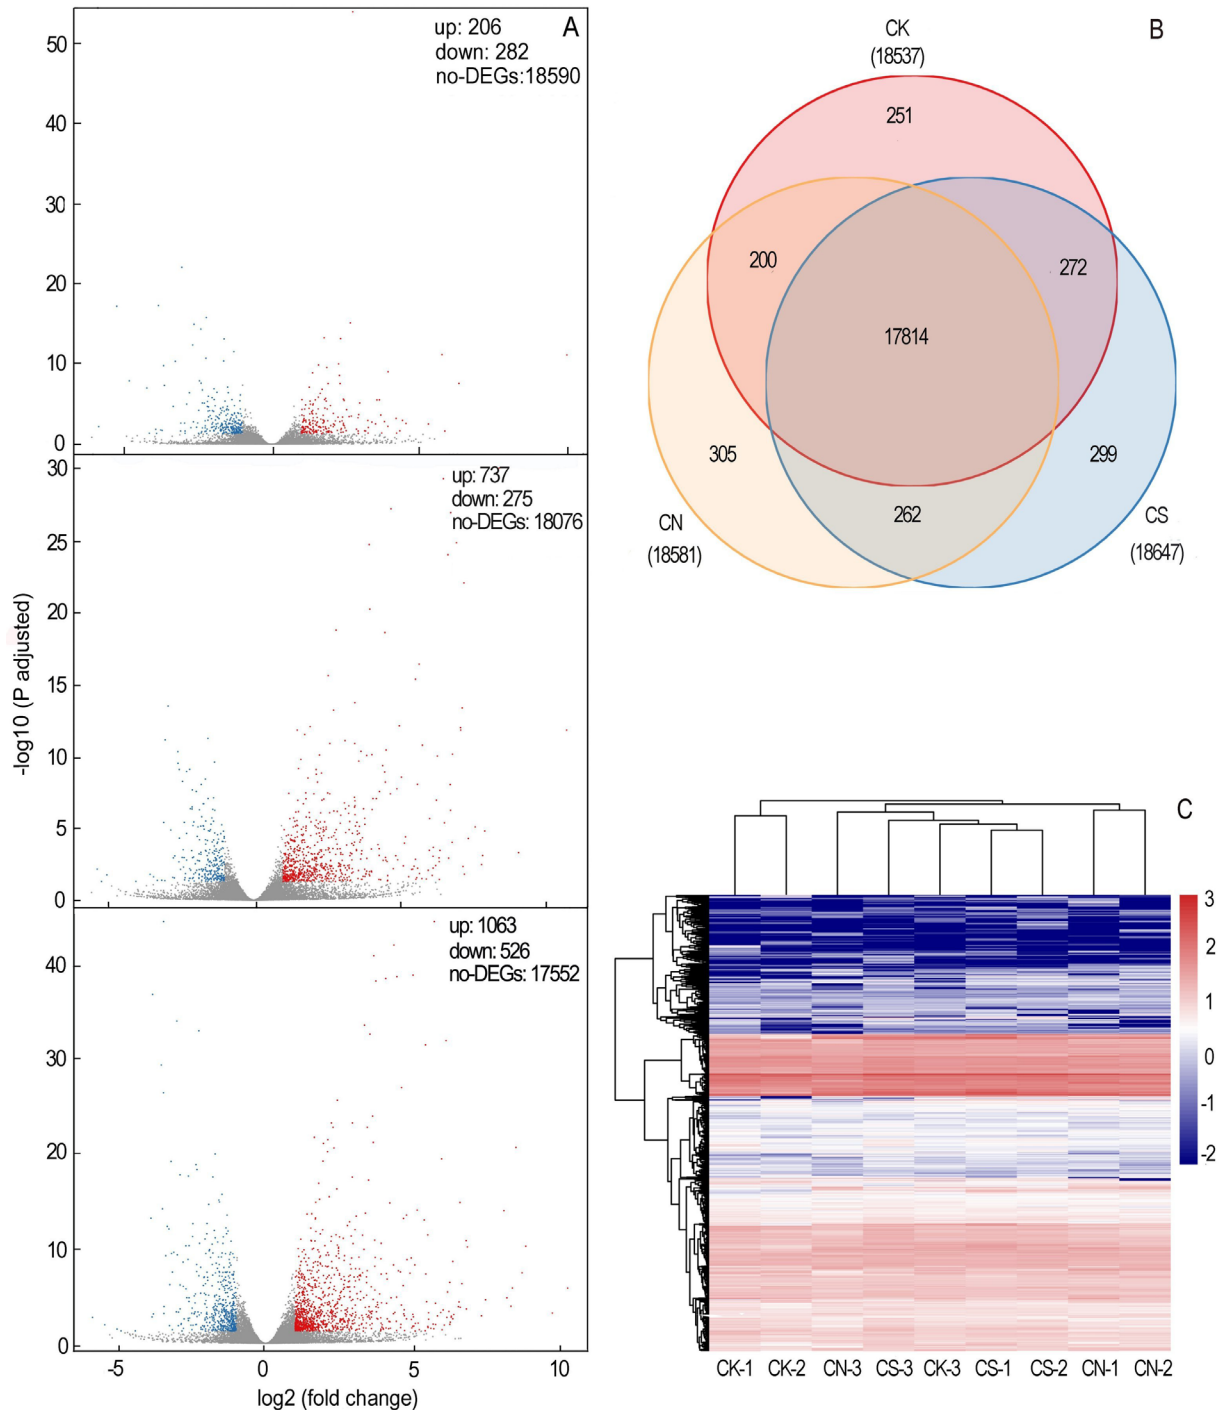 A
up: 206
down: 282
no-DEGs:18590
50
40
30
20
10
0
up: 737
down: 275
no-DEGs: 18076
30
25
20
15
10
5
0
up: 1063
down: 526
no-DEGs: 17552
40
30
20
10
0
-5 0 5 10
log2 (fold change)
-log10 (P adjusted)
B
CK
(18537)
251
200
272
17814
305
299
262
CN
(18581)
CS
(18647)
C
3
2
1
0
-1
-2
CK-1 CK-2 CN-3 CS-3 CK-3 CS-1 CS-2 CN-1 CN-2